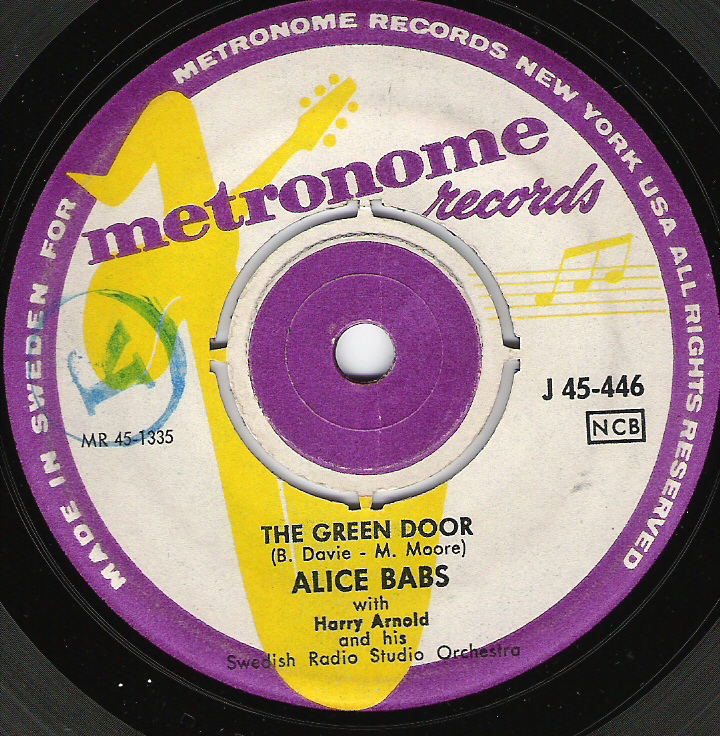 MADE IN SWEDEN FOR METRONOME RECORDS NEW YORK USA ALL RIGHTS RESERVED
metronome
records
J 45-446
NCB
MR 45-1335
THE GREEN DOOR
(B. Davie - M. Moore)
ALICE BABS
with
Harry Arnold
and his
Swedish Radio Studio Orchestra